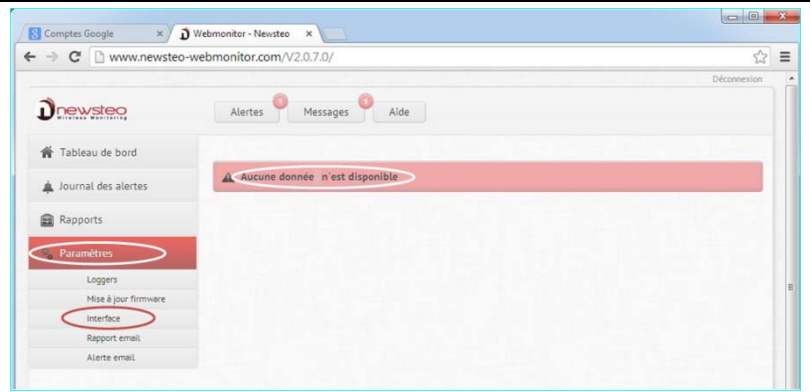 Comptes Google
Webmonitor - Newsteo
www.newsteo-webmonitor.com/V2.0.7.0/
Déconnexion
newsteo
Wireless Monitoring
Alertes 1 Messages 1 Aide
Tableau de bord
Journal des alertes
Aucune donnée n'est disponible
Rapports
Paramètres
Loggers
Mise à jour firmware
Interface
Rapport email
Alerte email